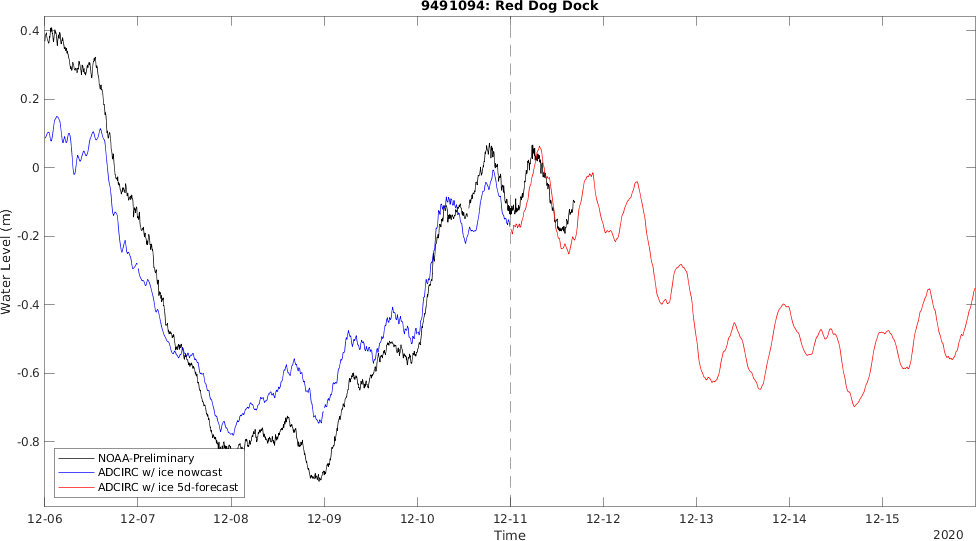 9491094: Red Dog Dock
Water Level (m)
0.4
0.2
0
-0.2
-0.4
-0.6
-0.8
NOAA-Preliminary
ADCIRC w/ ice nowcast
ADCIRC w/ ice 5d-forecast
12-06 12-07 12-08 12-09 12-10 12-11 12-12 12-13 12-14 12-15
Time
2020